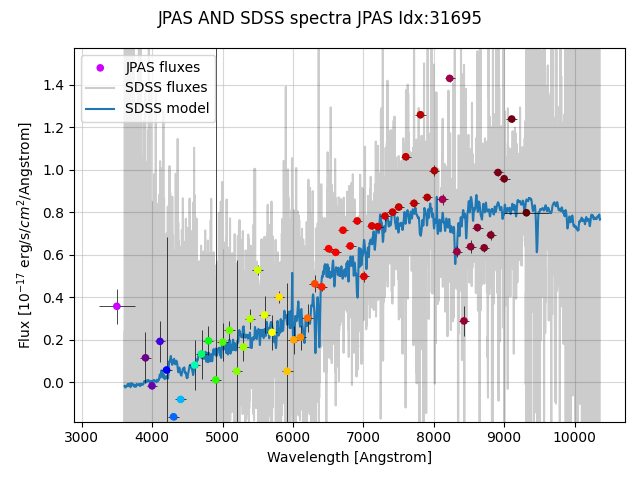 JPAS AND SDSS spectra JPAS Idx:31695
JPAS fluxes
SDSS fluxes
SDSS model
Flux [10⁻¹⁷ erg/s/cm²/Angstrom]
1.4
1.2
1.0
0.8
0.6
0.4
0.2
0.0
3000 4000 5000 6000 7000 8000 9000 10000
Wavelength [Angstrom]